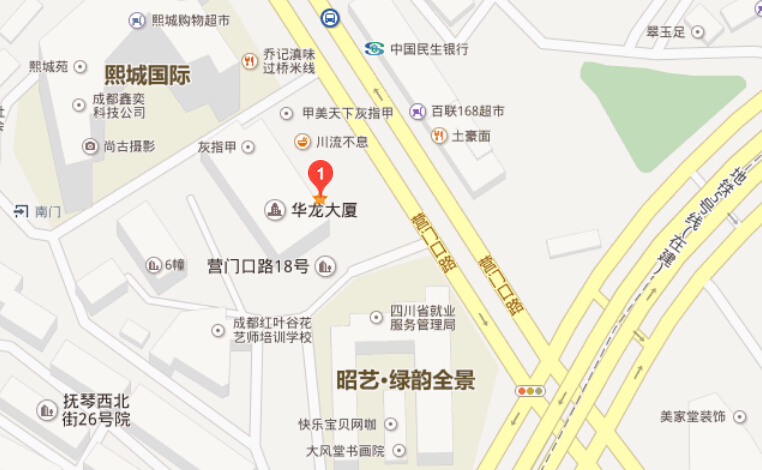 熙城购物超市
翠玉足
乔记滇味
过桥米线
中国民生银行
熙城苑
熙城国际
成都鑫奕
科技公司
甲美天下灰指甲
百联168超市
土豪面
社
会
尚古摄影
灰指甲
川流不息
1
南门
华龙大厦
营门口路
营门口路
地铁5号线(在建)
6幢
营门口路18号
成都红叶谷花
艺师培训学校
四川省就业
服务管理局
昭艺·绿韵全景
抚琴西北
街26号院
快乐宝贝网咖
大风堂书画院
美家堂装饰